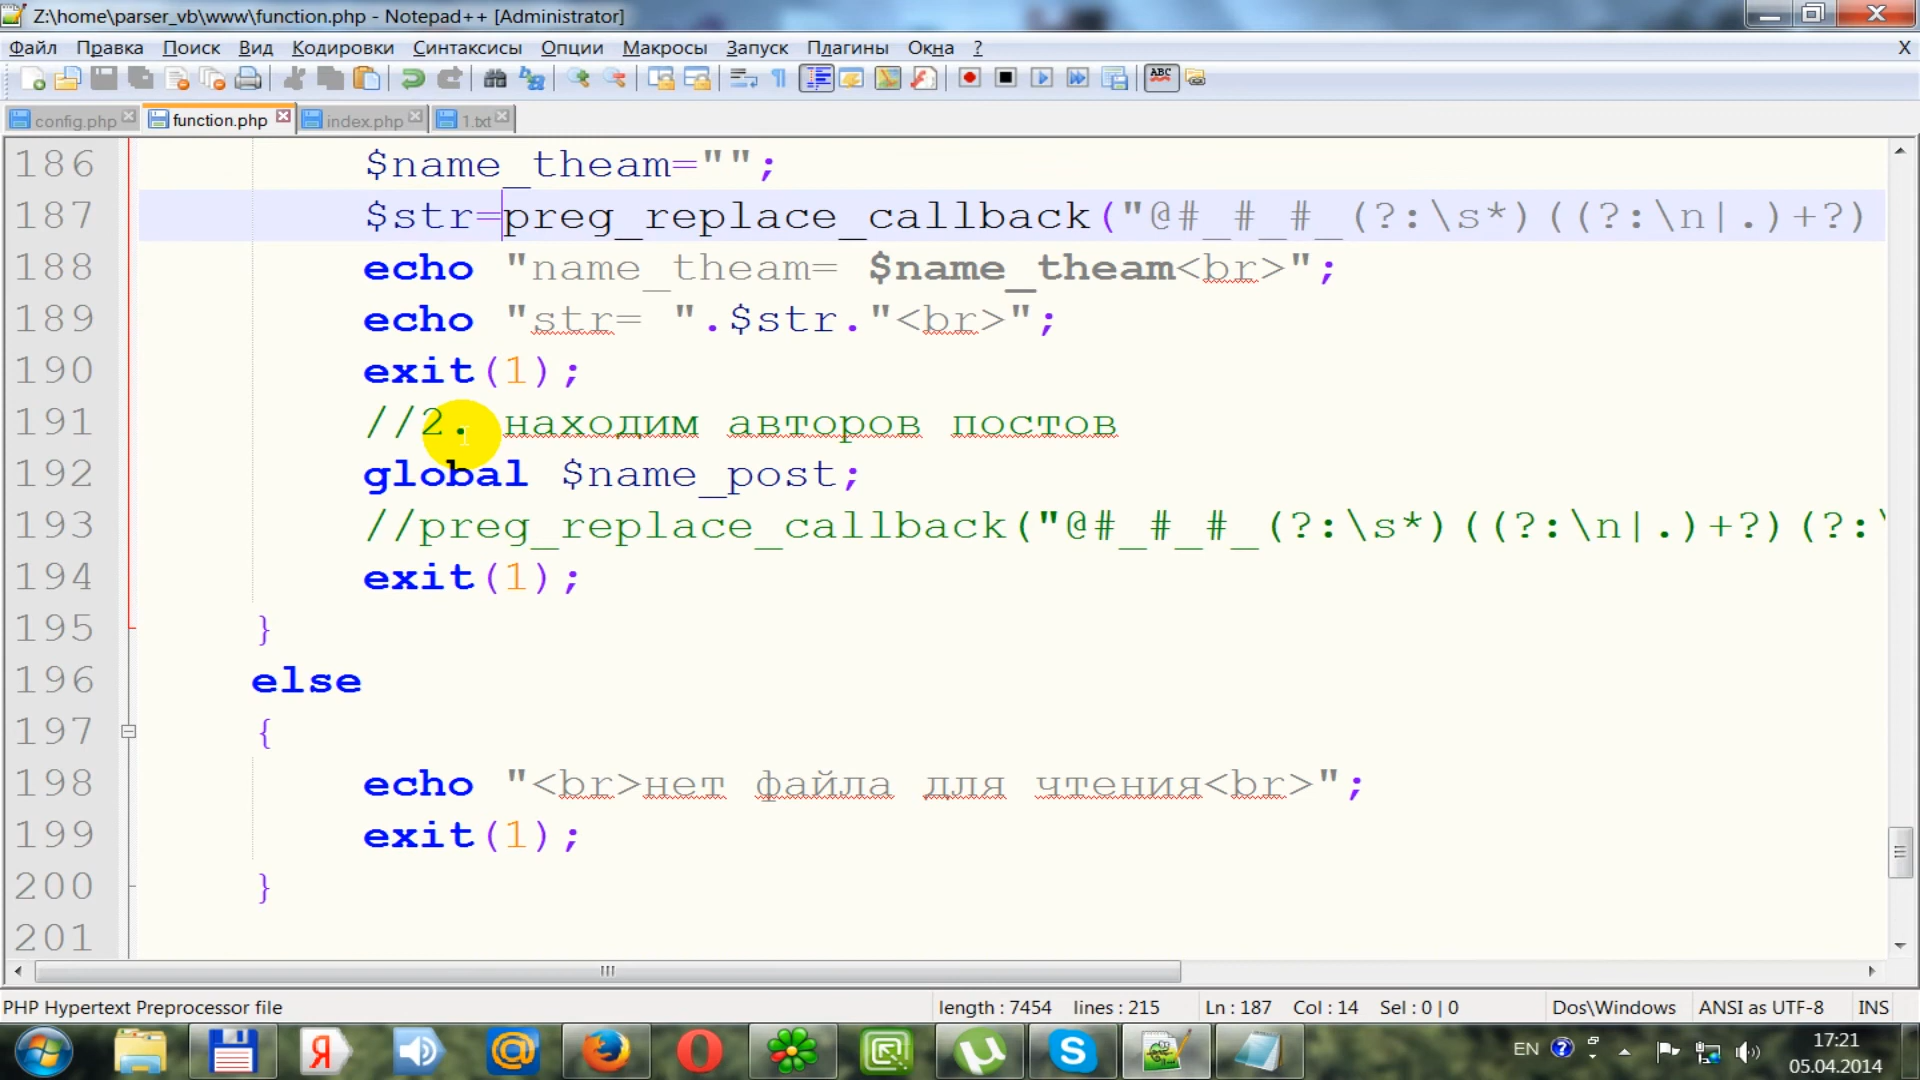 Z:\home\parser_vb\www\function.php - Notepad++ [Administrator]
Файл Правка Поиск Вид Кодировки Синтаксисы Опции Макросы Запуск Плагины Окна ? X
ABC
config.php function.php index.php 1.txt
186 $name_theam="";
187 $str=preg_replace_callback("@#_#_#_(?:\s*)((?:\n|.)+?)
188 echo "name_theam= $name_theam<br>";
189 echo "str= ".$str."<br>";
190 exit(1);
191 //2. находим авторов постов
192 global $name_post;
193 //preg_replace_callback("@#_#_#_(?:\s*)((?:\n|.)+?)(?:\
194 exit(1);
195 }
196 else
197 {
198 echo "<br>нет файла для чтения<br>";
199 exit(1);
200 }
201
PHP Hypertext Preprocessor file length : 7454 lines : 215 Ln : 187 Col : 14 Sel : 0 | 0 Dos\Windows ANSI as UTF-8 INS
EN 17:21
05.04.2014